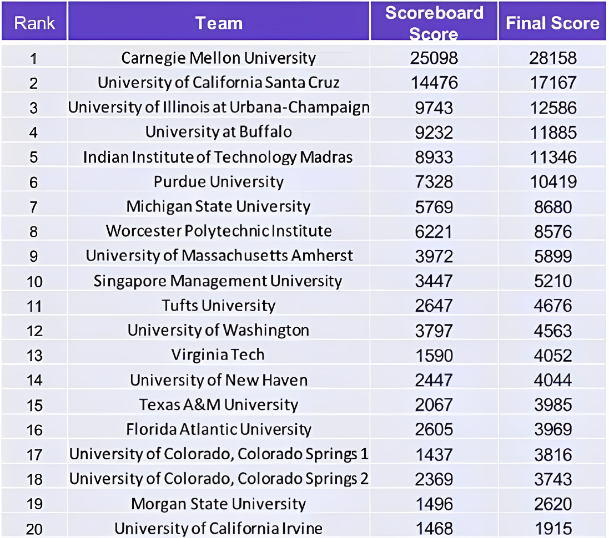 Rank Team Scoreboard Score Final Score
1 Carnegie Mellon University 25098 28158
2 University of California Santa Cruz 14476 17167
3 University of Illinois at Urbana-Champaign 9743 12586
4 University at Buffalo 9232 11885
5 Indian Institute of Technology Madras 8933 11346
6 Purdue University 7328 10419
7 Michigan State University 5769 8680
8 Worcester Polytechnic Institute 6221 8576
9 University of Massachusetts Amherst 3972 5899
10 Singapore Management University 3447 5210
11 Tufts University 2647 4676
12 University of Washington 3797 4563
13 Virginia Tech 1590 4052
14 University of New Haven 2447 4044
15 Texas A&M University 2067 3985
16 Florida Atlantic University 2605 3969
17 University of Colorado, Colorado Springs 1 1437 3816
18 University of Colorado, Colorado Springs 2 2369 3743
19 Morgan State University 1496 2620
20 University of California Irvine 1468 1915